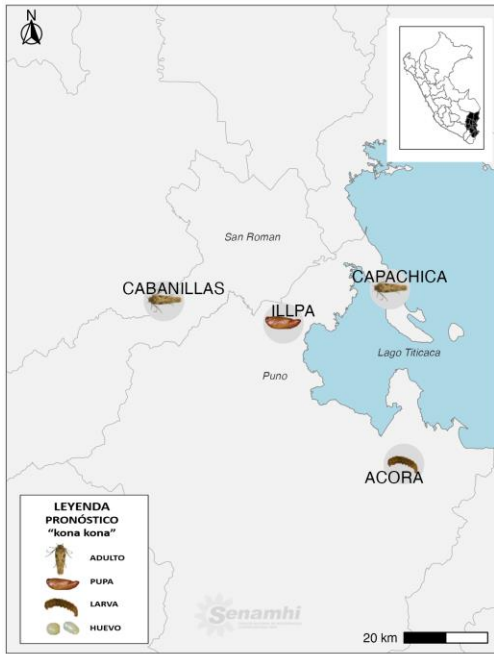 N
San Roman
CABANILLAS
CAPACHICA
ILLPA
Lago Titicaca
Puno
ACORA
LEYENDA
PRONÓSTICO
"kona kona"
ADULTO
PUPA
LARVA
HUEVO
Senamhi
20 km